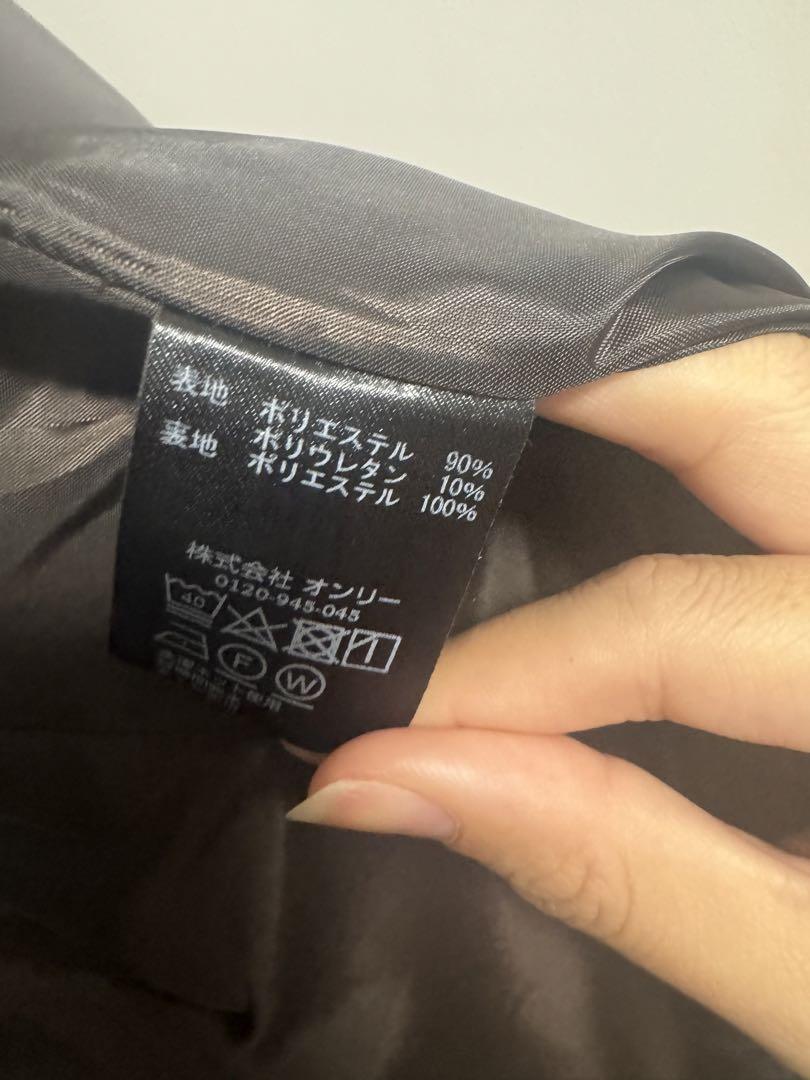 表地 ポリエステル 90%
ポリウレタン 10%
裏地 ポリエステル 100%
株式会社 オンリー
0120-945-045
40
F W